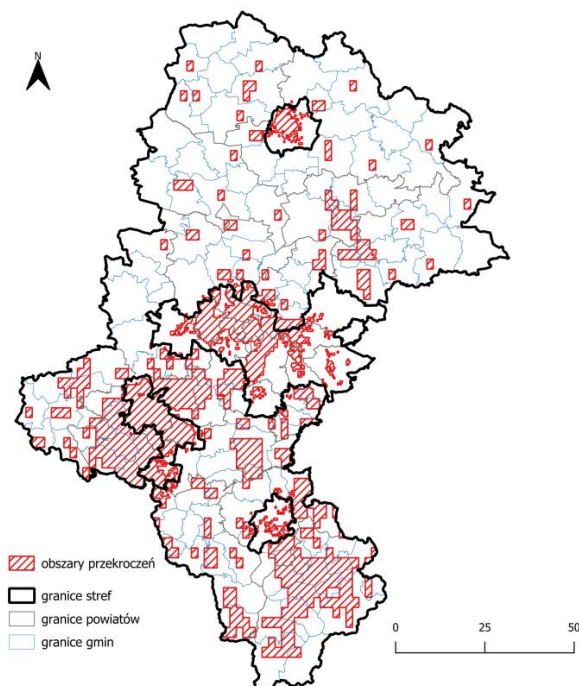 N
obszary przekroczeń
granice stref
granice powiatów
granice gmin
0 25 50